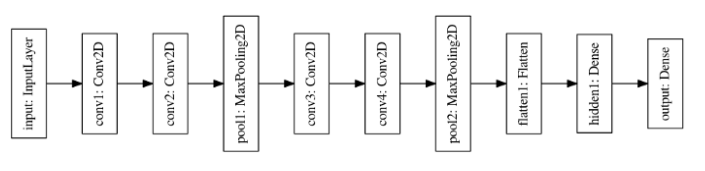 input: InputLayer
conv1: Conv2D
conv2: Conv2D
pool1: MaxPooling2D
conv3: Conv2D
conv4: Conv2D
pool2: MaxPooling2D
flatten1: Flatten
hidden1: Dense
output: Dense